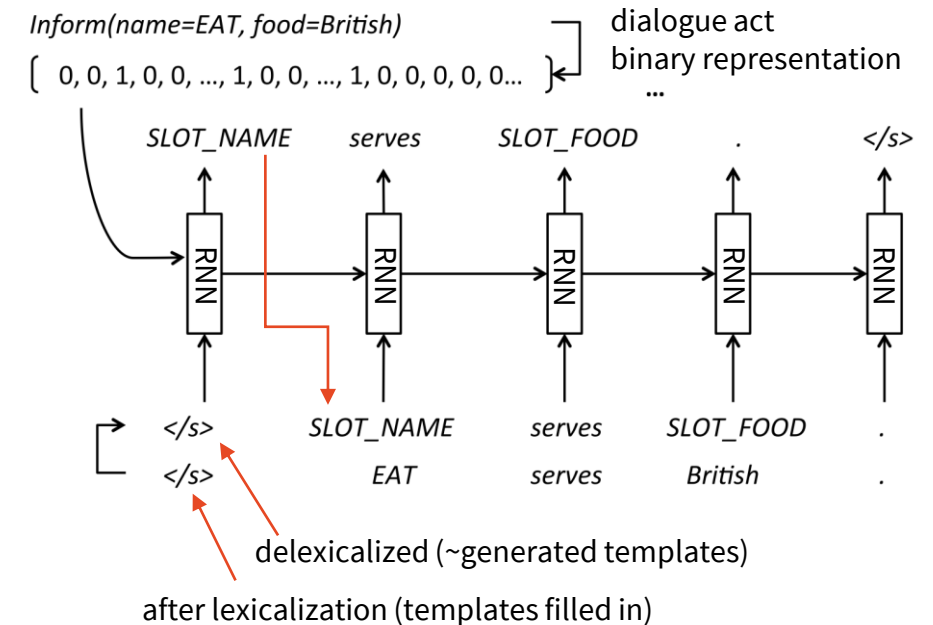 Inform(name=EAT, food=British)
dialogue act
binary representation
0, 0, 1, 0, 0, ..., 1, 0, 0, ..., 1, 0, 0, 0, 0, 0...
...
SLOT_NAME serves SLOT_FOOD . </s>
RNN RNN RNN RNN RNN
</s> SLOT_NAME serves SLOT_FOOD .
</s> EAT serves British .
delexicalized (~generated templates)
after lexicalization (templates filled in)